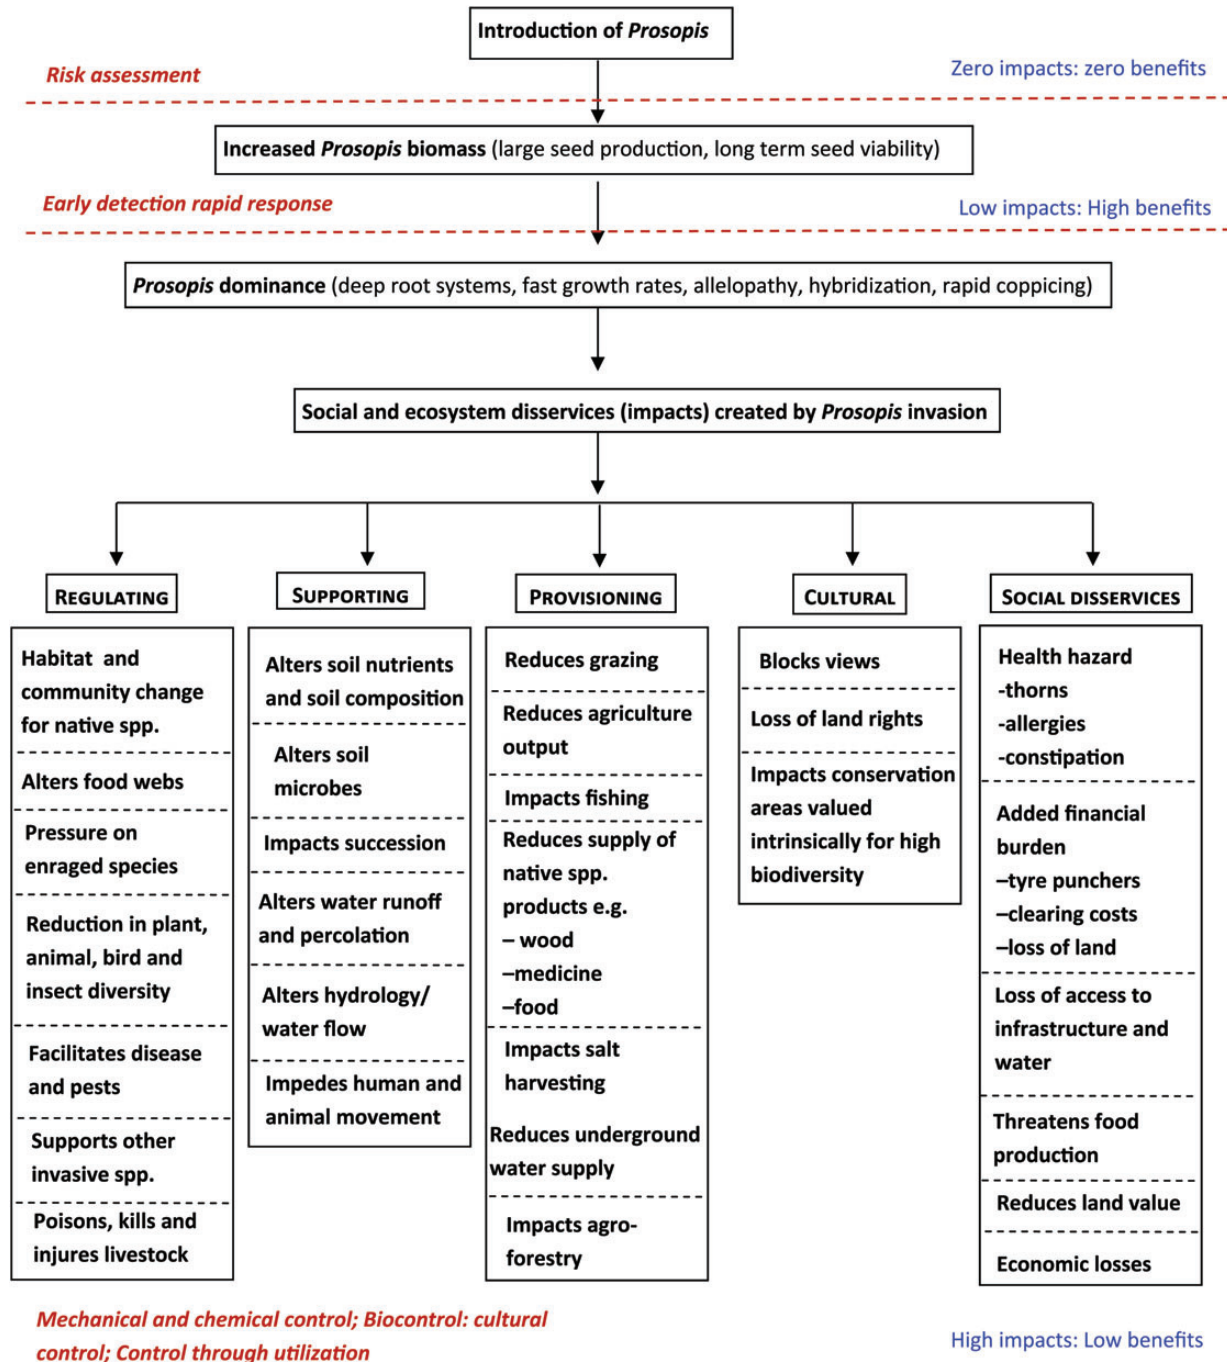 Introduction of Prosopis
Risk assessment
Zero impacts: zero benefits
Increased Prosopis biomass (large seed production, long term seed viability)
Early detection rapid response
Low impacts: High benefits
Prosopis dominance (deep root systems, fast growth rates, allelopathy, hybridization, rapid coppicing)
Social and ecosystem disservices (impacts) created by Prosopis invasion
REGULATING
Habitat and
community change
for native spp.
Alters food webs
Pressure on
enraged species
Reduction in plant,
animal, bird and
insect diversity
Facilitates disease
and pests
Supports other
invasive spp.
Poisons, kills and
injures livestock
SUPPORTING
Alters soil nutrients
and soil composition
Alters soil
microbes
Impacts succession
Alters water runoff
and percolation
Alters hydrology/
water flow
Impedes human and
animal movement
PROVISIONING
Reduces grazing
Reduces agriculture
output
Impacts fishing
Reduces supply of
native spp.
products e.g.
– wood
–medicine
–food
Impacts salt
harvesting
Reduces underground
water supply
Impacts agro-
forestry
CULTURAL
Blocks views
Loss of land rights
Impacts conservation
areas valued
intrinsically for high
biodiversity
SOCIAL DISSERVICES
Health hazard
-thorns
-allergies
-constipation
Added financial
burden
–tyre punchers
–clearing costs
–loss of land
Loss of access to
infrastructure and
water
Threatens food
production
Reduces land value
Economic losses
Mechanical and chemical control; Biocontrol: cultural
control; Control through utilization
High impacts: Low benefits